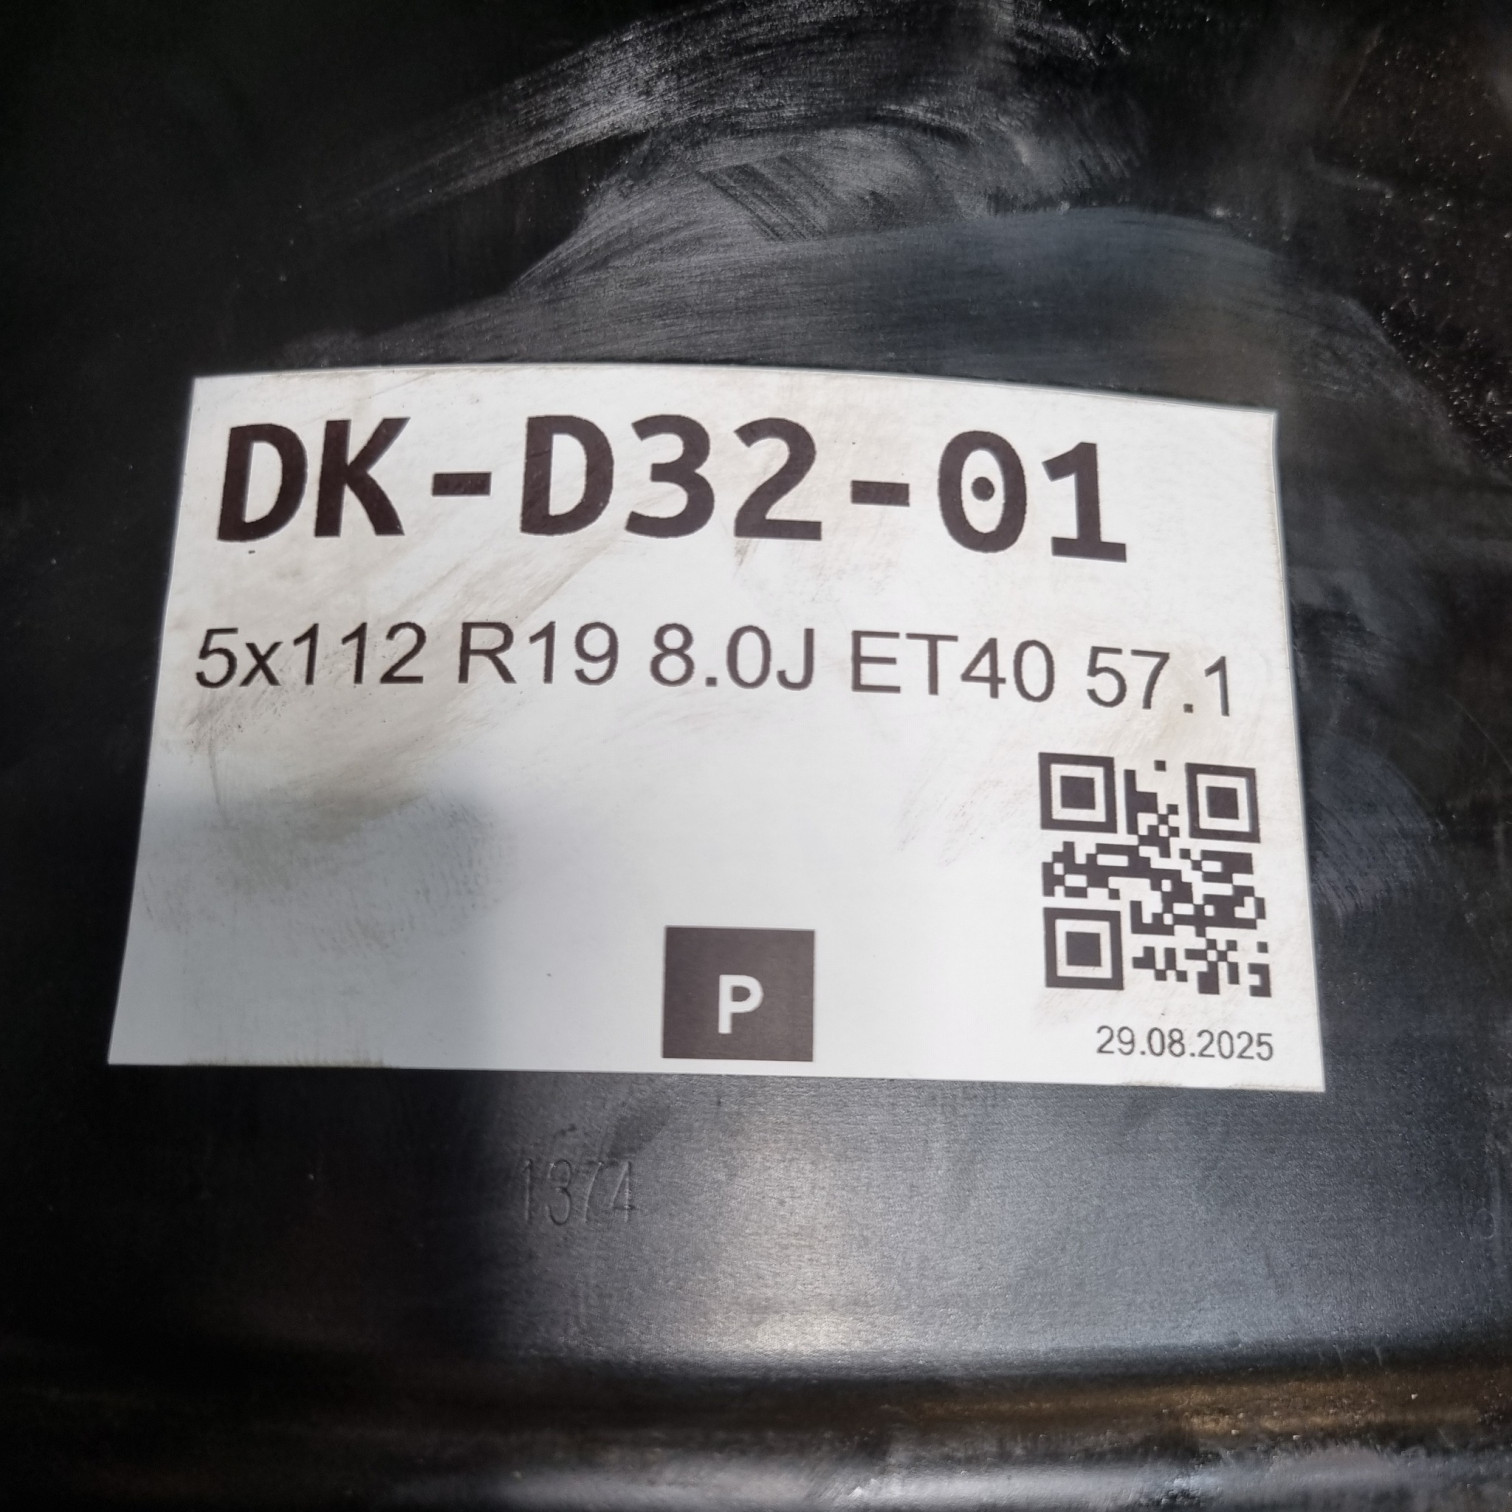 DK-D32-01
5x112 R19 8.0J ET40 57.1
P
29.08.2025
1374